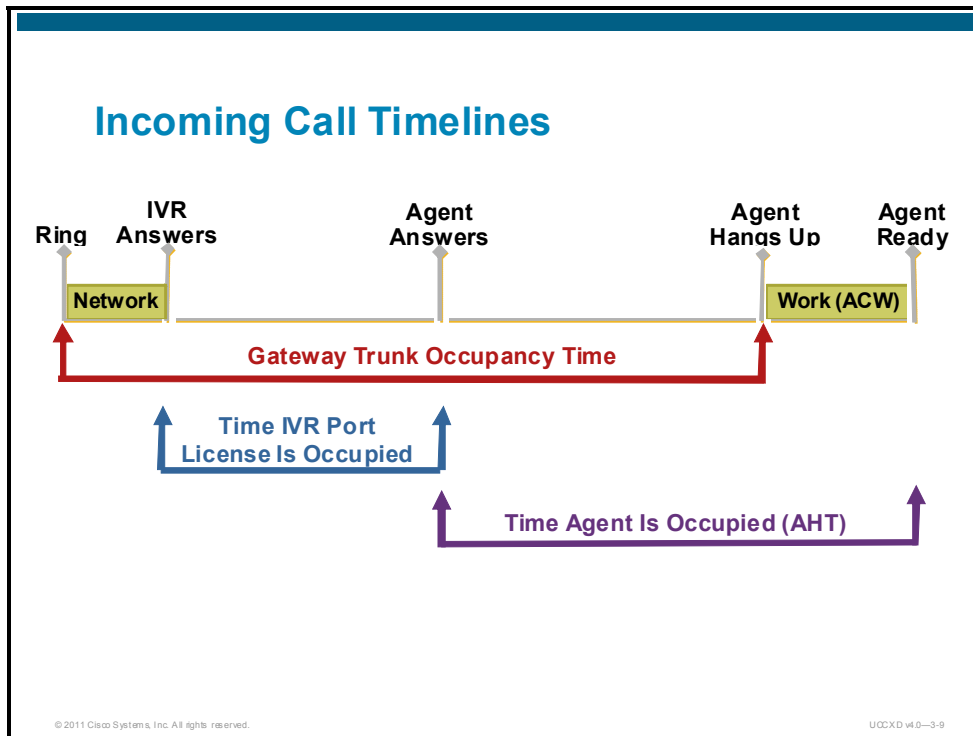 Incoming Call Timelines
Ring
IVR
Answers
Agent
Answers
Agent
Hangs Up
Agent
Ready
Network
Work (ACW)
Gateway Trunk Occupancy Time
Time IVR Port
License Is Occupied
Time Agent Is Occupied (AHT)
© 2011 Cisco Systems, Inc. All rights reserved.
UCCXD v4.0—3-9